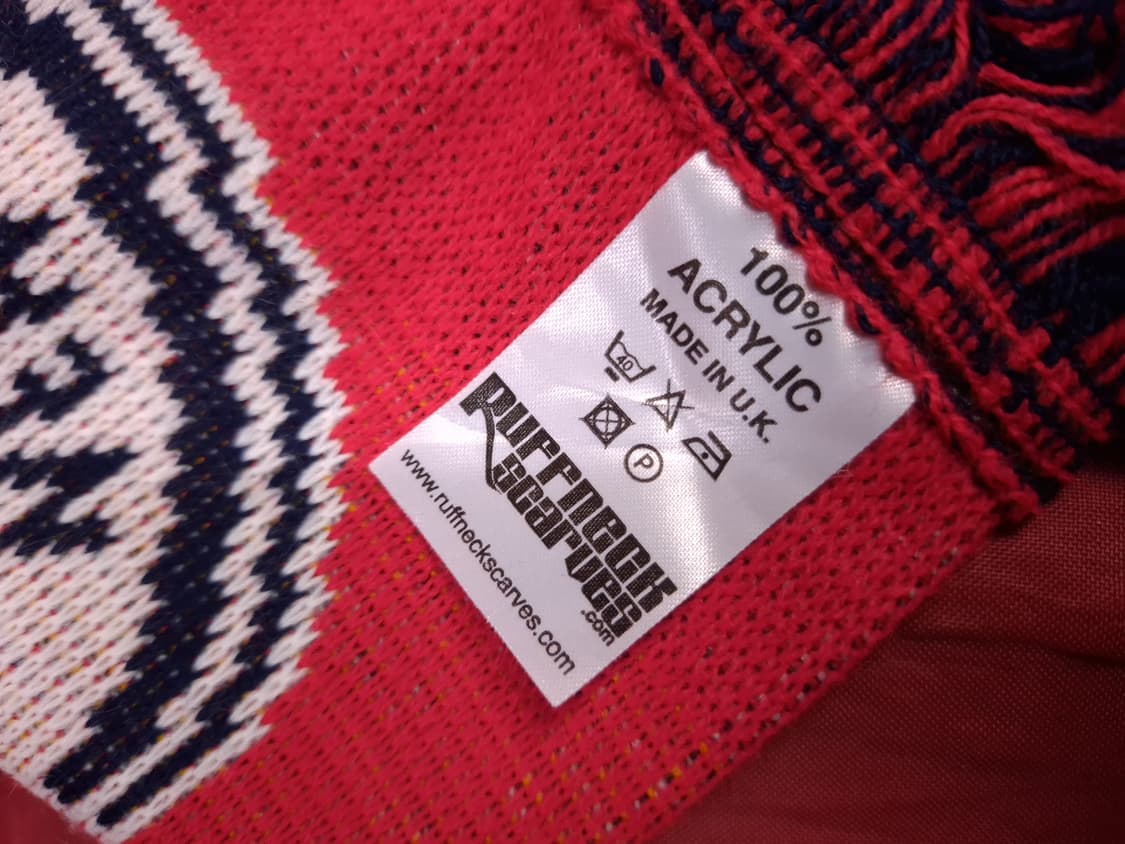 100%
ACRYLIC
MADE IN U.K.
40
P
RUFFNECK
SCARVES
.com
www.ruffneckscarves.com